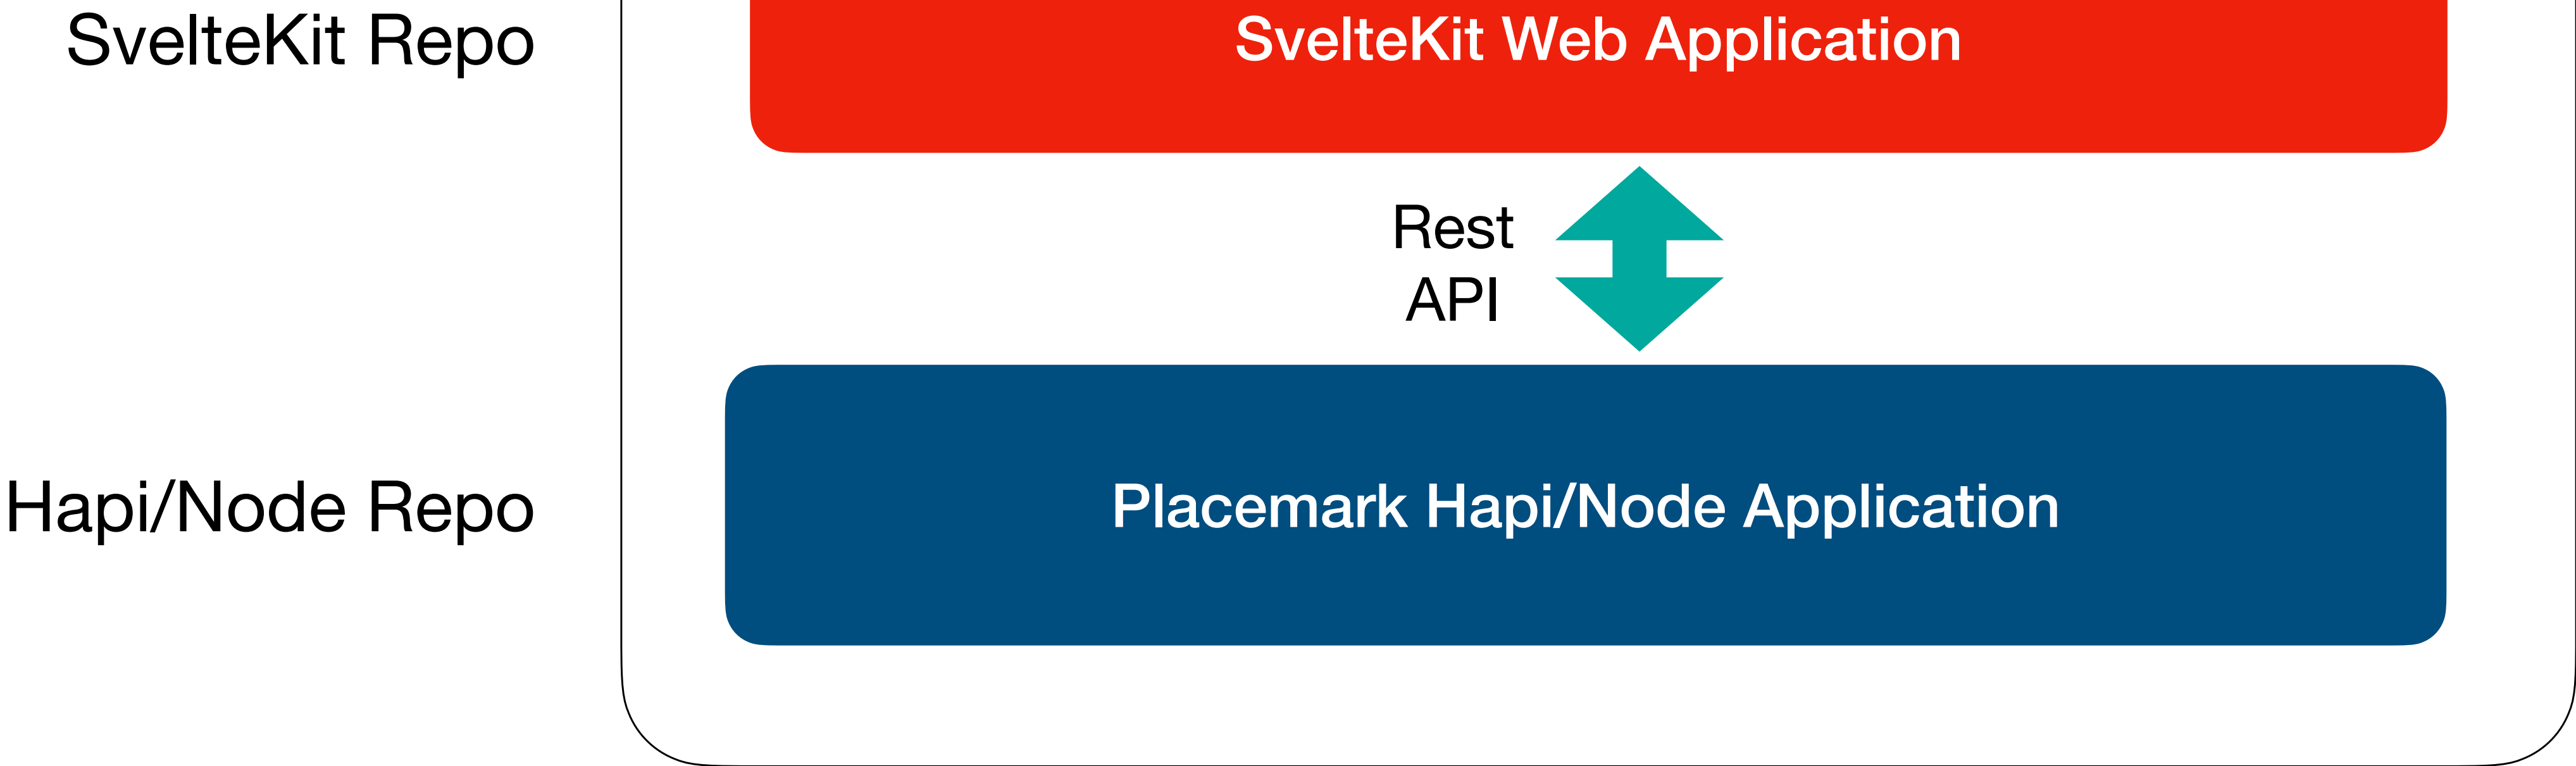 SvelteKit Repo
SvelteKit Web Application
Rest
API
Hapi/Node Repo
Placemark Hapi/Node Application